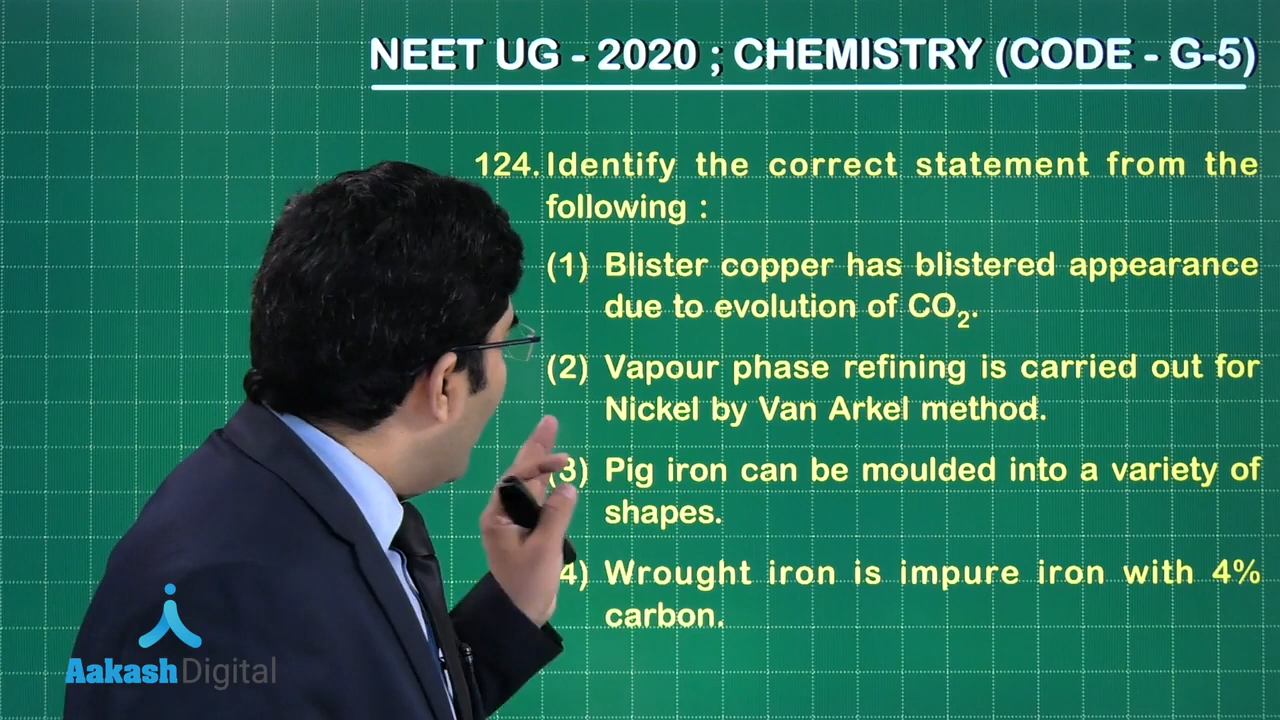 NEET UG - 2020 ; CHEMISTRY (CODE - G-5)
124. Identify the correct statement from the
following :
(1) Blister copper has blistered appearance
due to evolution of CO₂.
(2) Vapour phase refining is carried out for
Nickel by Van Arkel method.
(3) Pig iron can be moulded into a variety of
shapes.
4) Wrought iron is impure iron with 4%
carbon.
Aakash Digital